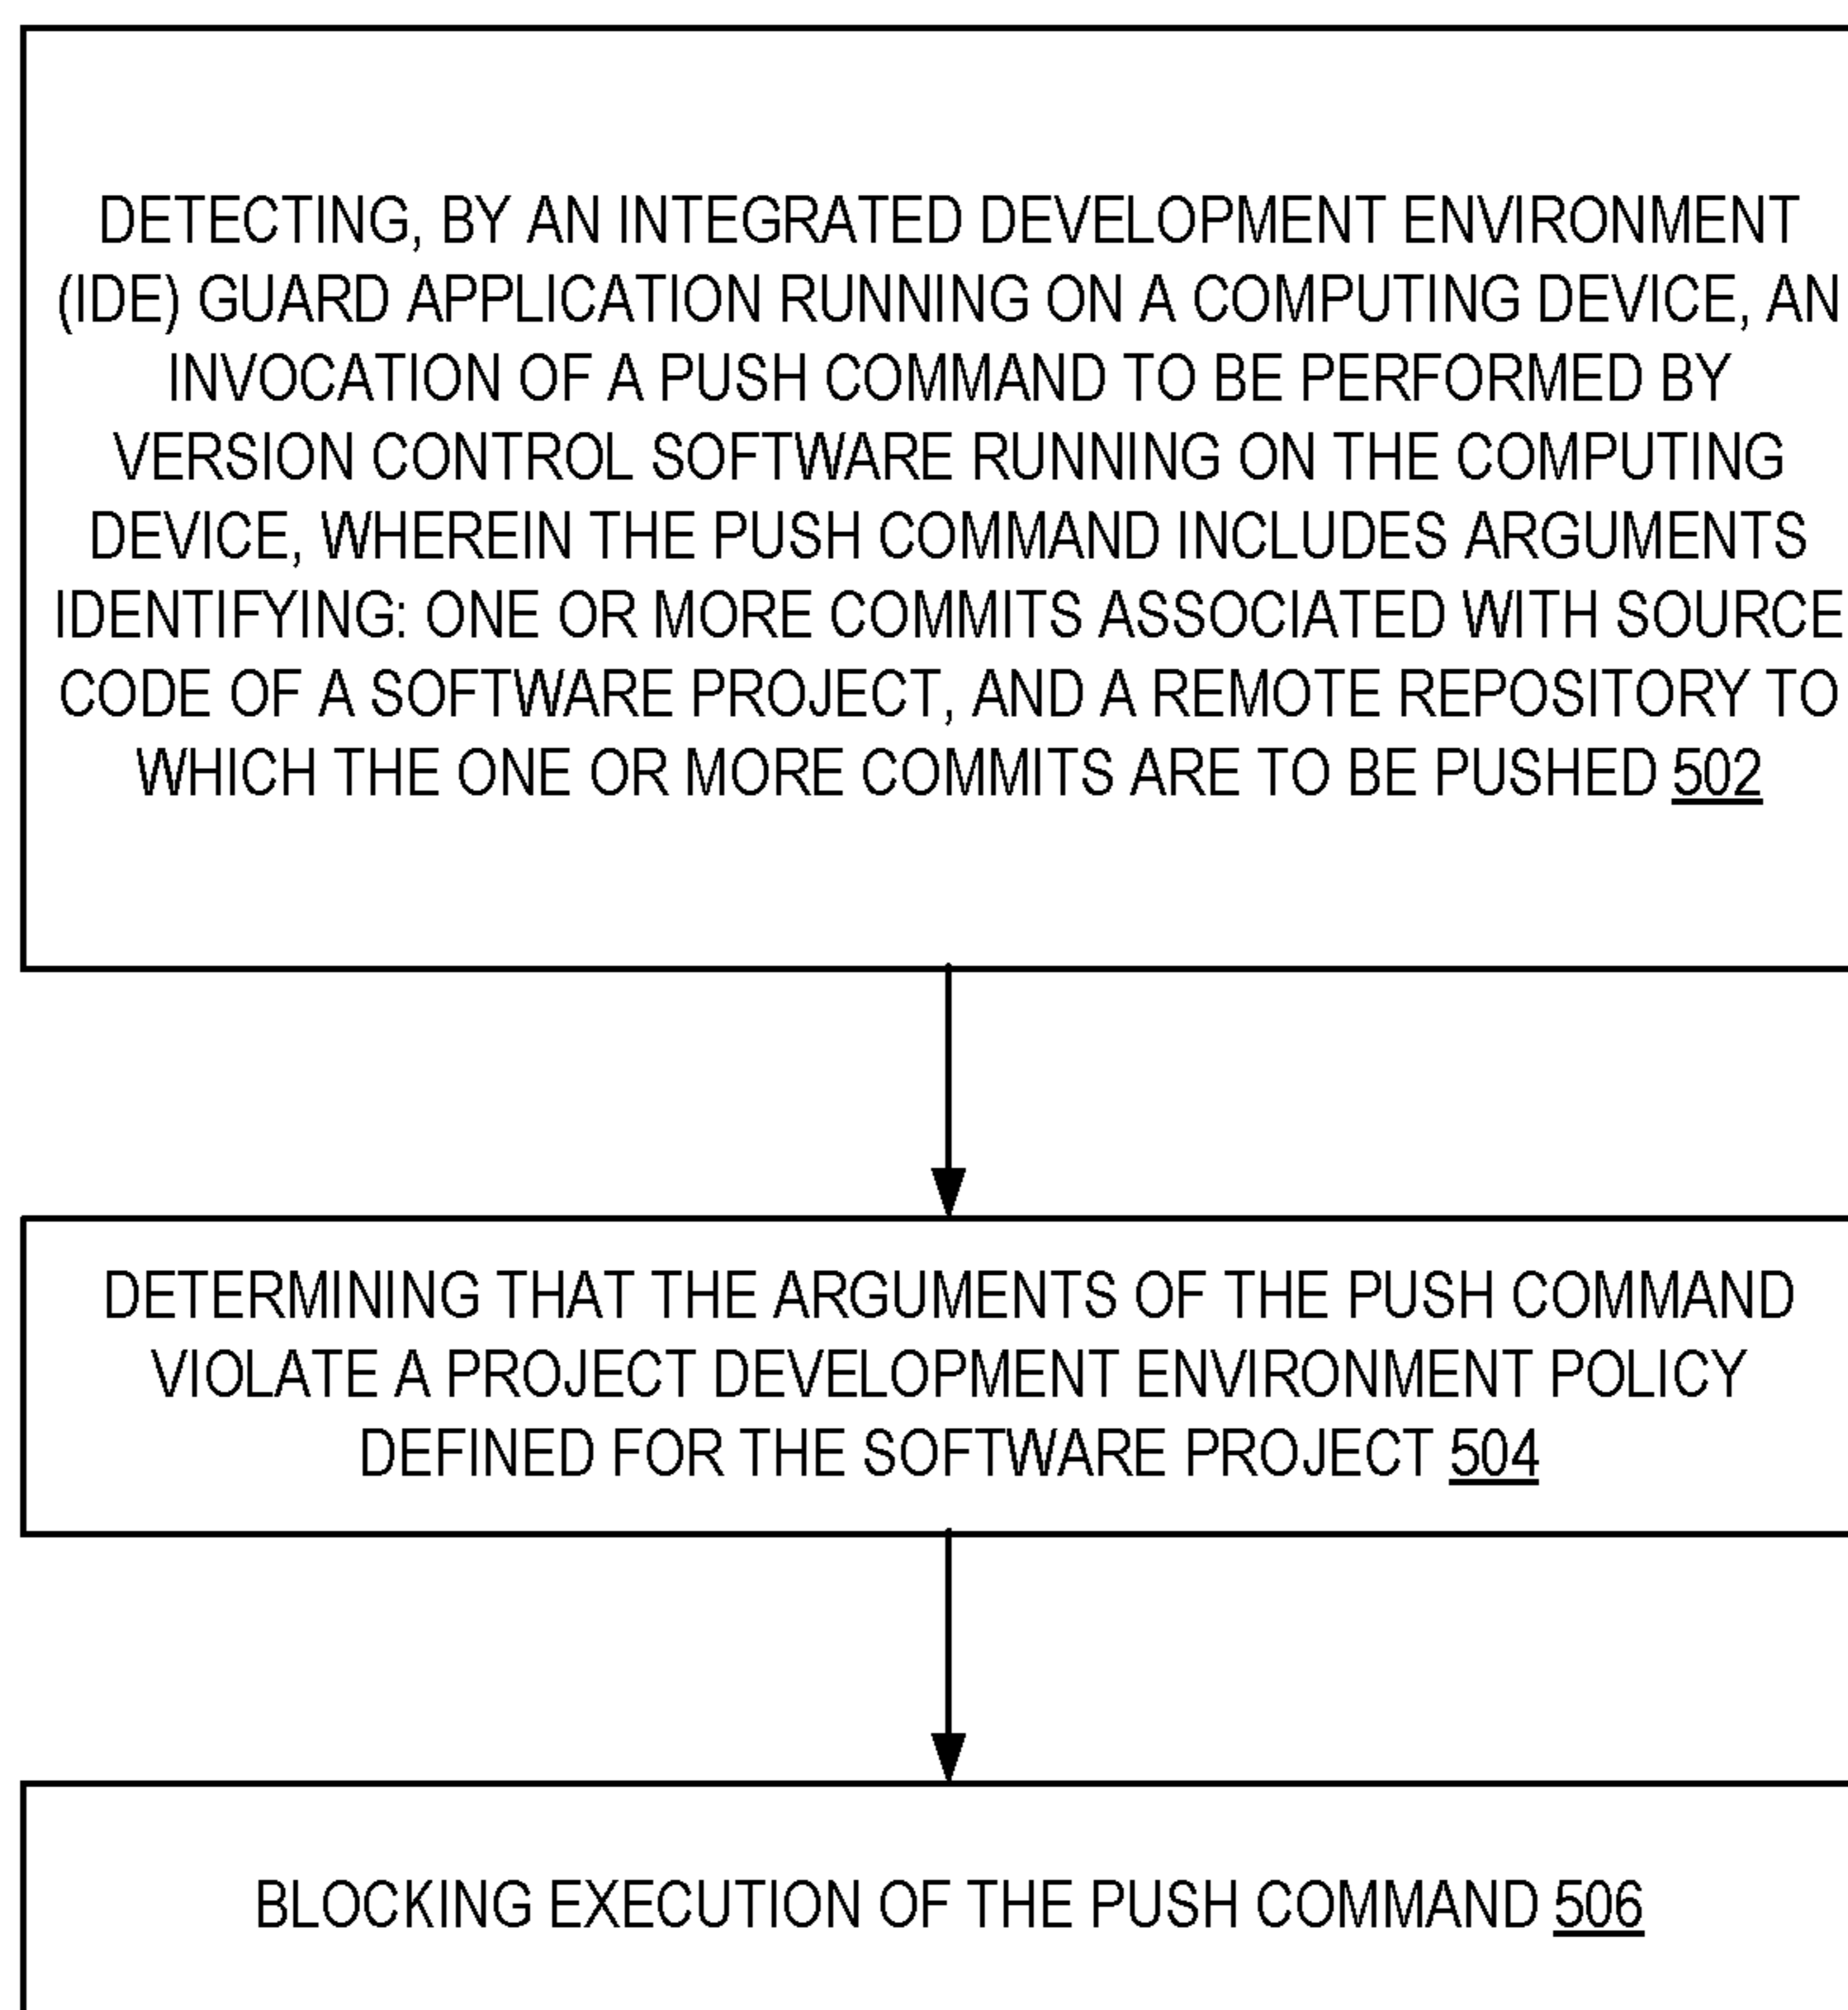 DETECTING, BY AN INTEGRATED DEVELOPMENT ENVIRONMENT
(IDE) GUARD APPLICATION RUNNING ON A COMPUTING DEVICE, AN
INVOCATION OF A PUSH COMMAND TO BE PERFORMED BY
VERSION CONTROL SOFTWARE RUNNING ON THE COMPUTING
DEVICE, WHEREIN THE PUSH COMMAND INCLUDES ARGUMENTS
IDENTIFYING: ONE OR MORE COMMITS ASSOCIATED WITH SOURCE
CODE OF A SOFTWARE PROJECT, AND A REMOTE REPOSITORY TO
WHICH THE ONE OR MORE COMMITS ARE TO BE PUSHED 502
DETERMINING THAT THE ARGUMENTS OF THE PUSH COMMAND
VIOLATE A PROJECT DEVELOPMENT ENVIRONMENT POLICY
DEFINED FOR THE SOFTWARE PROJECT 504
BLOCKING EXECUTION OF THE PUSH COMMAND 506